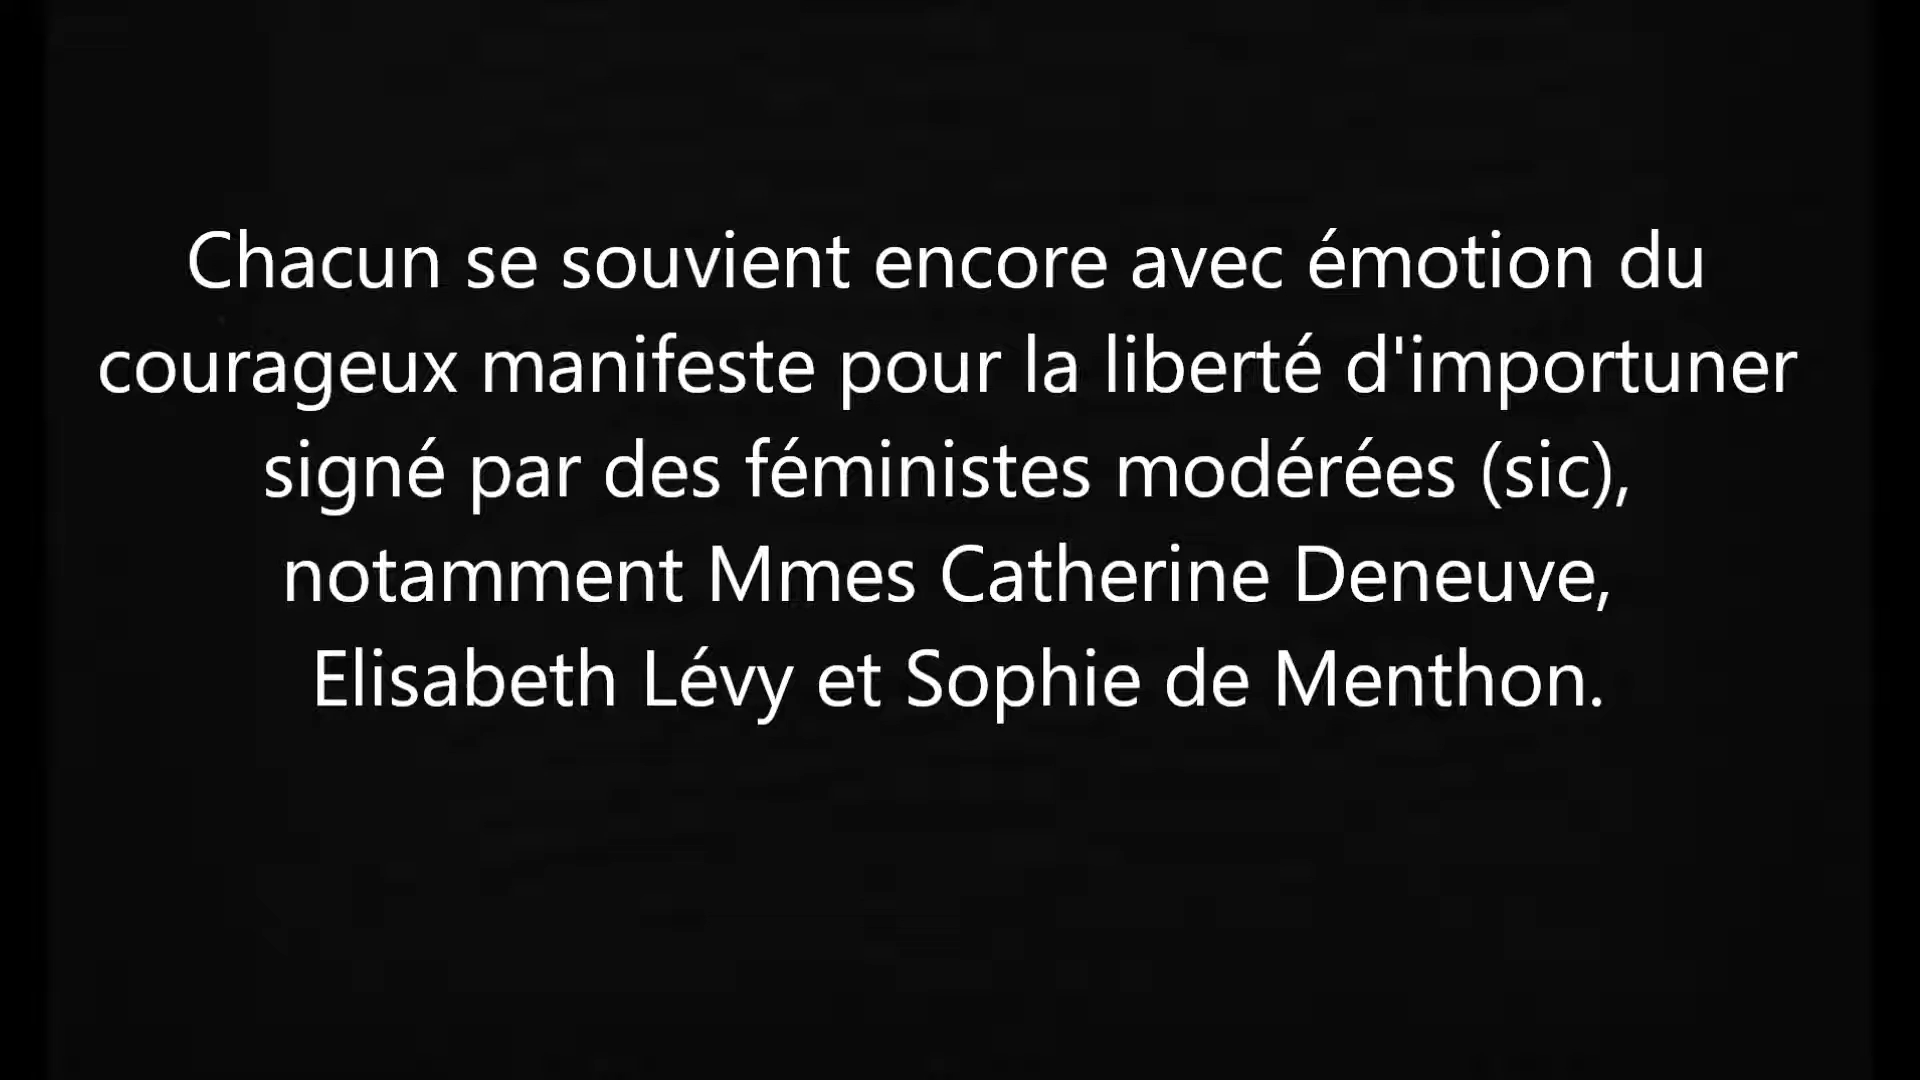 Chacun se souvient encore avec émotion du
courageux manifeste pour la liberté d'importuner
signé par des féministes modérées (sic),
notamment Mmes Catherine Deneuve,
Elisabeth Lévy et Sophie de Menthon.